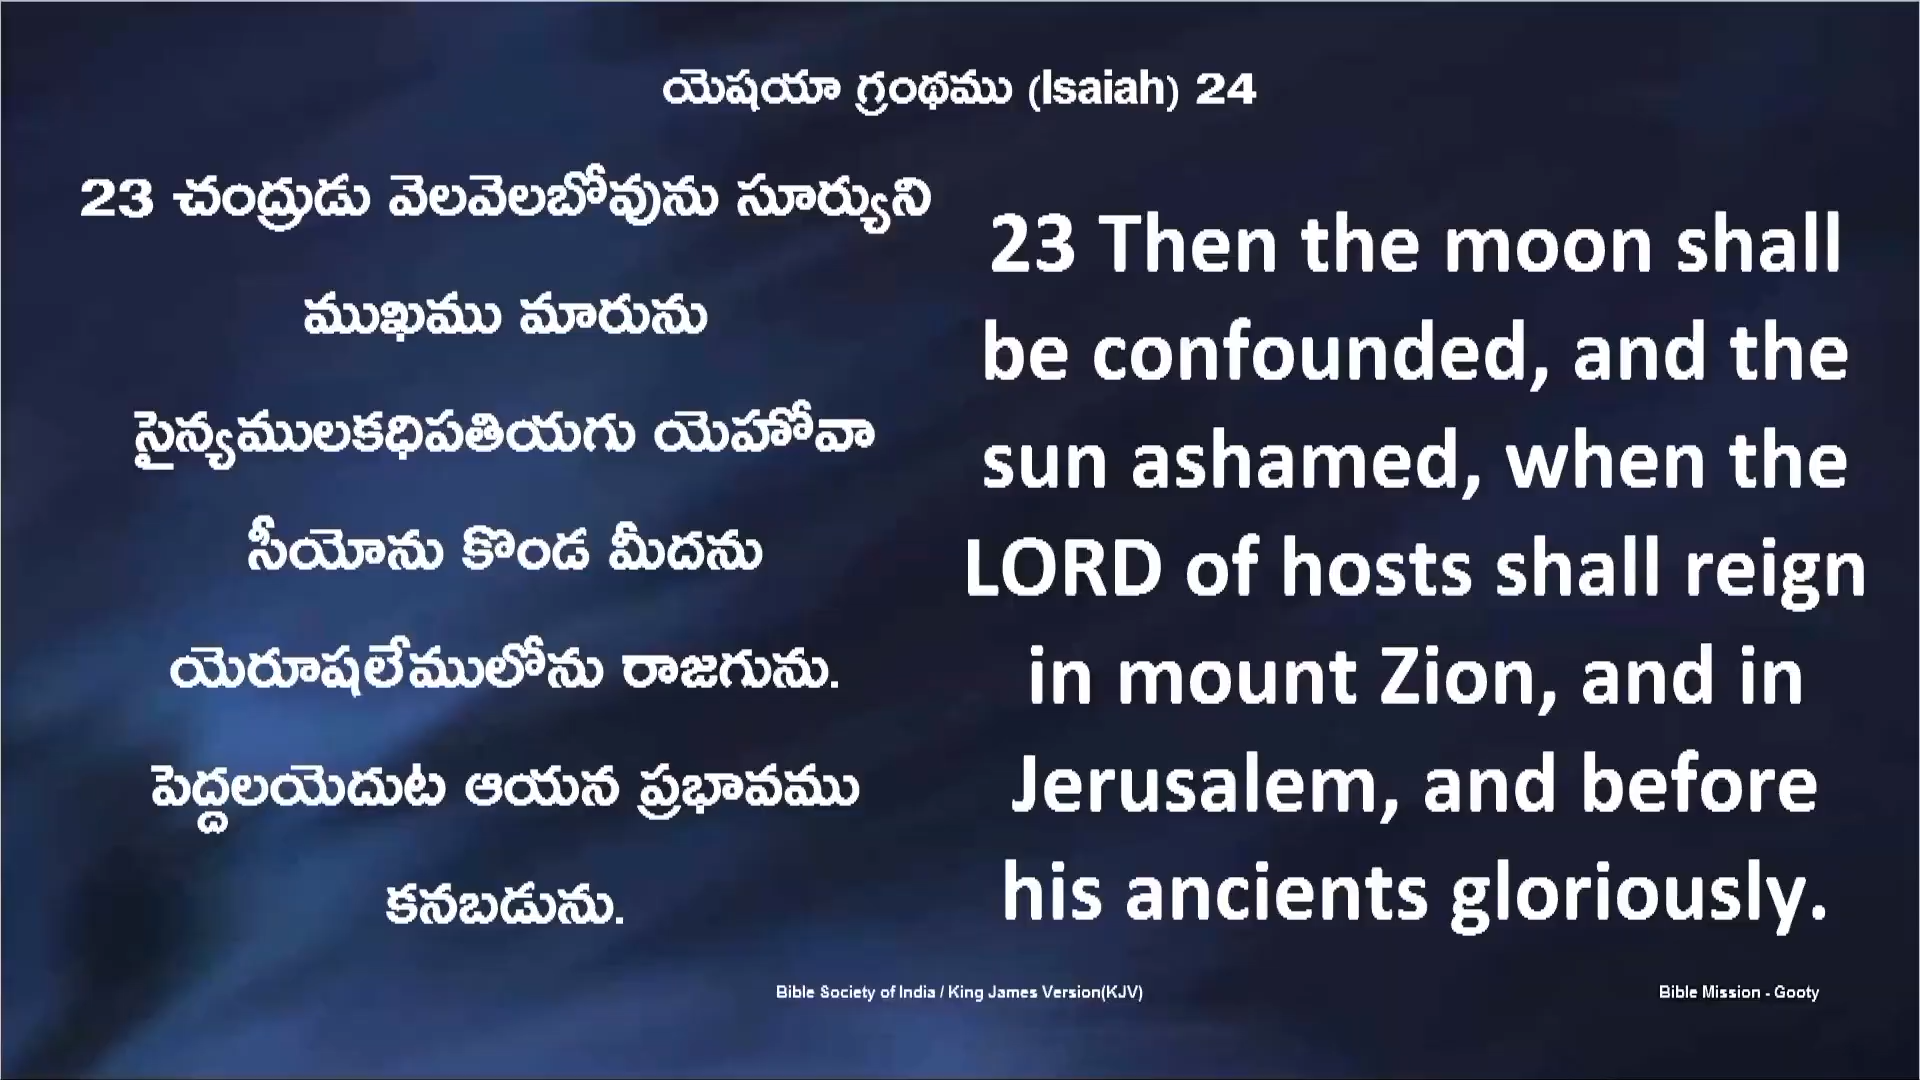 యెషయా గ్రంథము (Isaiah) 24
23 చంద్రుడు వెలవెలబోవును సూర్యుని
ముఖము మారును
సైన్యములకధిపతియగు యెహోవా
సీయోను కొండ మీదను
యెరూషలేములోను రాజగును.
పెద్దలయెదుట ఆయన ప్రభావము
కనబడును.
23 Then the moon shall
be confounded, and the
sun ashamed, when the
LORD of hosts shall reign
in mount Zion, and in
Jerusalem, and before
his ancients gloriously.
Bible Society of India / King James Version(KJV)
Bible Mission - Gooty